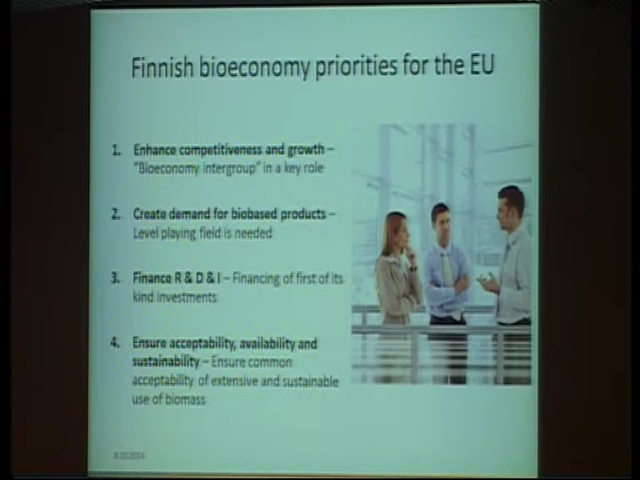 Finnish bioeconomy priorities for the EU
1. Enhance competitiveness and growth –
"Bioeconomy intergroup" in a key role
2. Create demand for biobased products –
Level playing field is needed
3. Finance R & D & I – Financing of first of its
kind investments
4. Ensure acceptability, availability and
sustainability – Ensure common
acceptability of extensive and sustainable
use of biomass